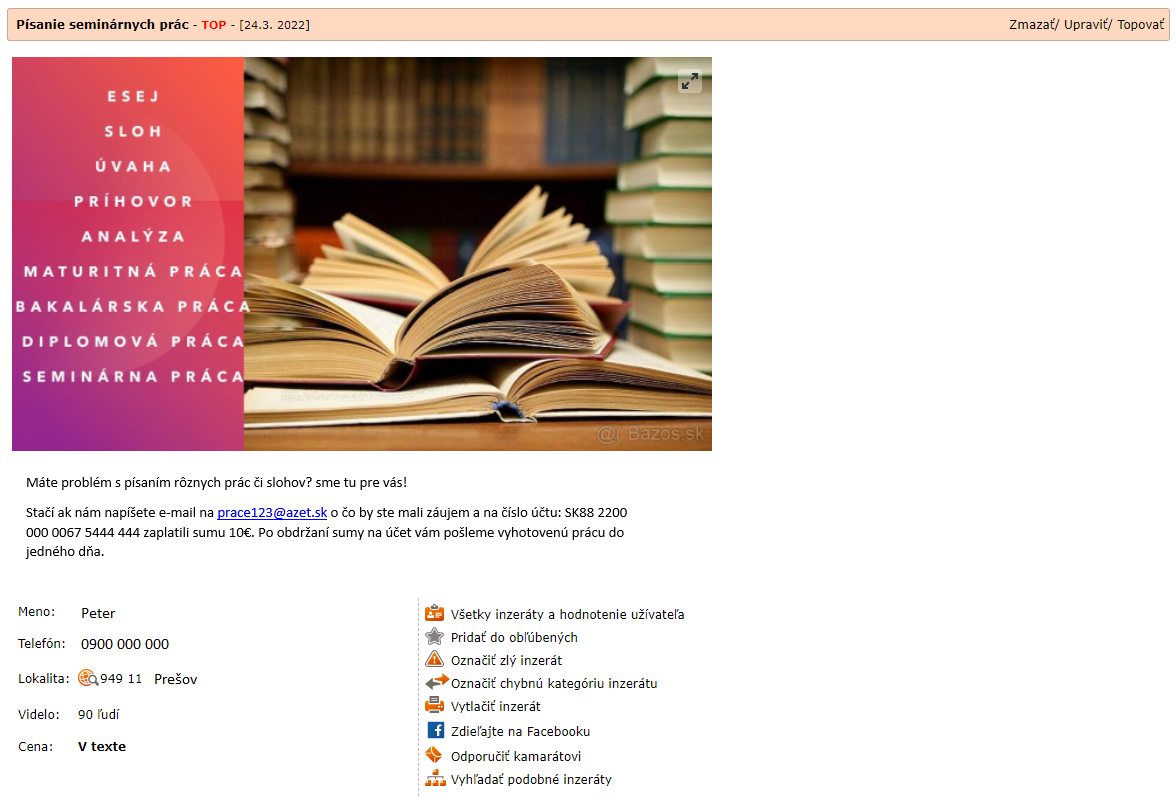 Písanie seminárnych prác - TOP - [24.3. 2022]
Zmazať/ Upraviť/ Topovať
ESEJ
SLOH
ÚVAHA
PRÍHOVOR
ANALÝZA
MATURITNÁ PRÁCA
BAKALÁRSKA PRÁCA
DIPLOMOVÁ PRÁCA
SEMINÁRNA PRÁCA
@( Bazos.sk
Máte problém s písaním rôznych prác či slohov? sme tu pre vás!
Stačí ak nám napíšete e-mail na prace123@azet.sk o čo by ste mali záujem a na číslo účtu: SK88 2200
000 0067 5444 444 zaplatili sumu 10€. Po obdržaní sumy na účet vám pošleme vyhotovenú prácu do
jedného dňa.
Meno: Peter
Telefón: 0900 000 000
Lokalita: 949 11 Prešov
Videlo: 90 ľudí
Cena: V texte
Všetky inzeráty a hodnotenie užívateľa
Pridať do obľúbených
Označiť zlý inzerát
Označiť chybnú kategóriu inzerátu
Vytlačiť inzerát
Zdieľajte na Facebooku
Odporučiť kamarátovi
Vyhľadať podobné inzeráty